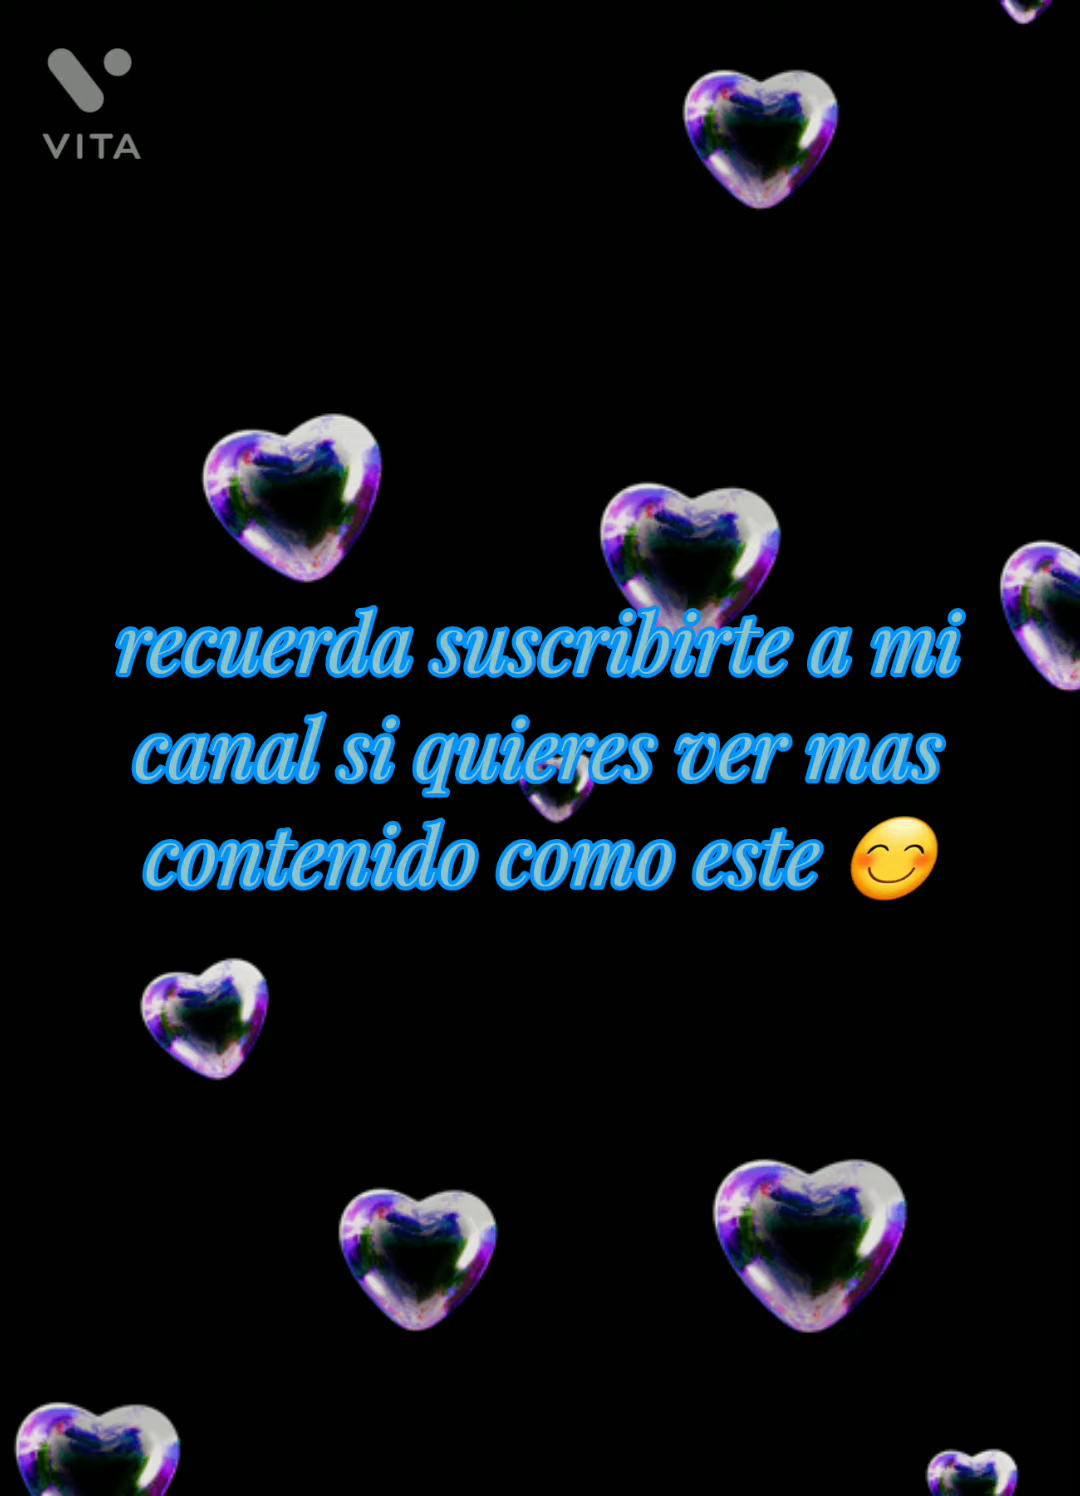 VITA
recuerda suscribirte a mi
canal si quieres ver mas
contenido como este 😊